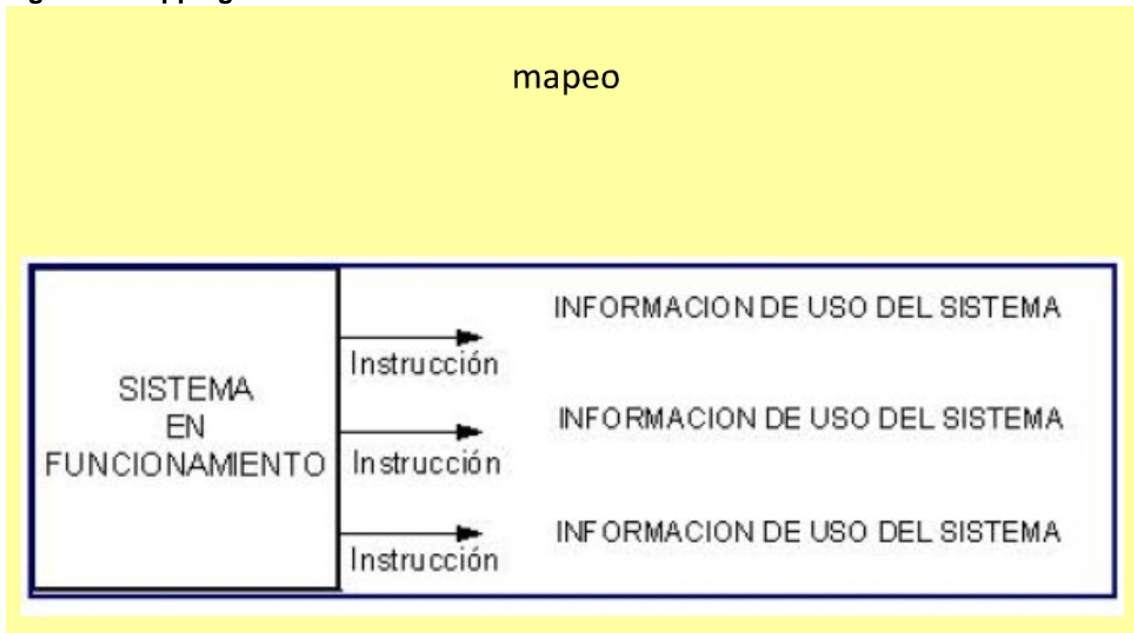 mapeo
INFORMACION DE USO DEL SISTEMA
Instrucción
SISTEMA
EN
FUNCIONAMIENTO
INFORMACION DE USO DEL SISTEMA
Instrucción
INFORMACION DE USO DEL SISTEMA
Instrucción